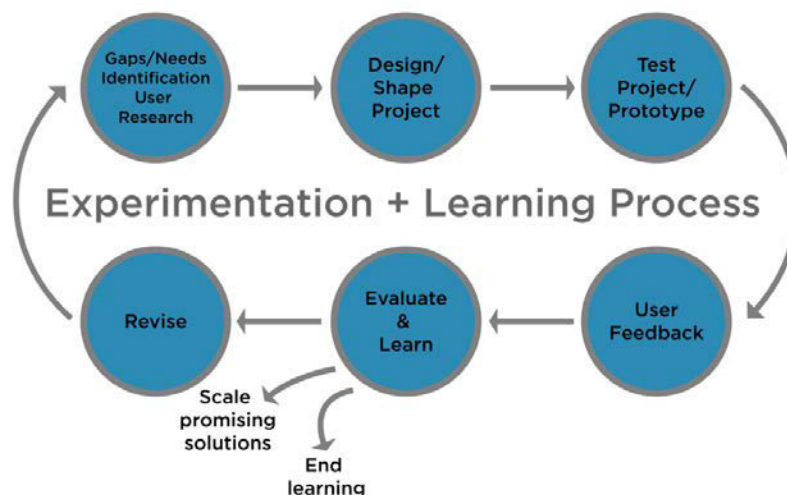 Gaps/Needs
Identification
User
Research
Design/
Shape
Project
Test
Project/
Prototype
Experimentation + Learning Process
Revise
Evaluate
&
Learn
User
Feedback
Scale
promising
solutions
End
learning